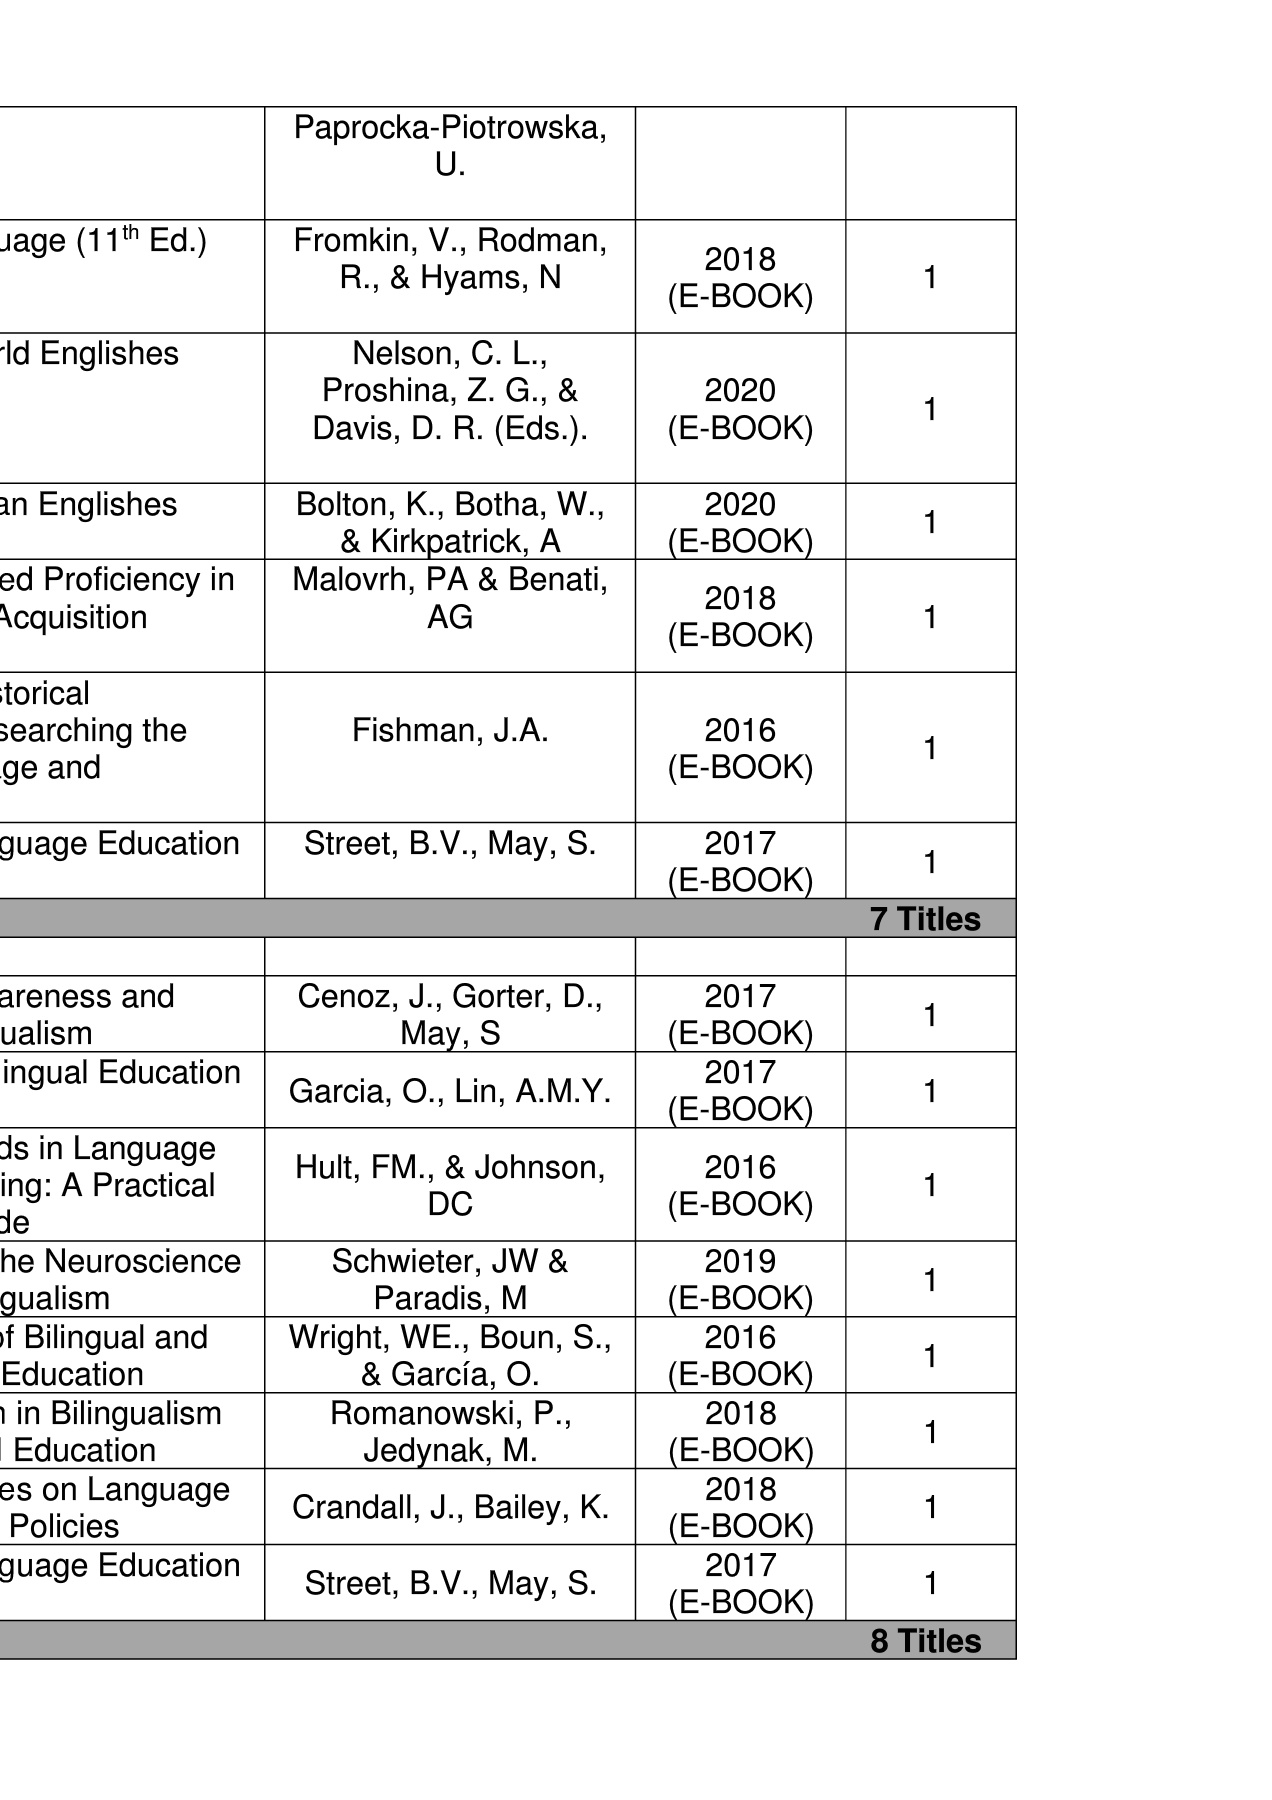 Paprocka-Piotrowska,
U.
uage (11th Ed.)
Fromkin, V., Rodman,
R., & Hyams, N
2018
(E-BOOK)
1
rld Englishes
Nelson, C. L.,
Proshina, Z. G., &
Davis, D. R. (Eds.).
2020
(E-BOOK)
1
an Englishes
Bolton, K., Botha, W.,
& Kirkpatrick, A
2020
(E-BOOK)
1
ed Proficiency in
Acquisition
Malovrh, PA & Benati,
AG
2018
(E-BOOK)
1
storical
searching the
age and
Fishman, J.A.
2016
(E-BOOK)
1
guage Education
Street, B.V., May, S.
2017
(E-BOOK)
1
7 Titles
areness and
ualism
Cenoz, J., Gorter, D.,
May, S
2017
(E-BOOK)
1
lingual Education
Garcia, O., Lin, A.M.Y.
2017
(E-BOOK)
1
ds in Language
ing: A Practical
de
Hult, FM., & Johnson,
DC
2016
(E-BOOK)
1
he Neuroscience
gualism
Schwieter, JW &
Paradis, M
2019
(E-BOOK)
1
of Bilingual and
Education
Wright, WE., Boun, S.,
& García, O.
2016
(E-BOOK)
1
n in Bilingualism
l Education
Romanowski, P.,
Jedynak, M.
2018
(E-BOOK)
1
es on Language
Policies
Crandall, J., Bailey, K.
2018
(E-BOOK)
1
guage Education
Street, B.V., May, S.
2017
(E-BOOK)
1
8 Titles